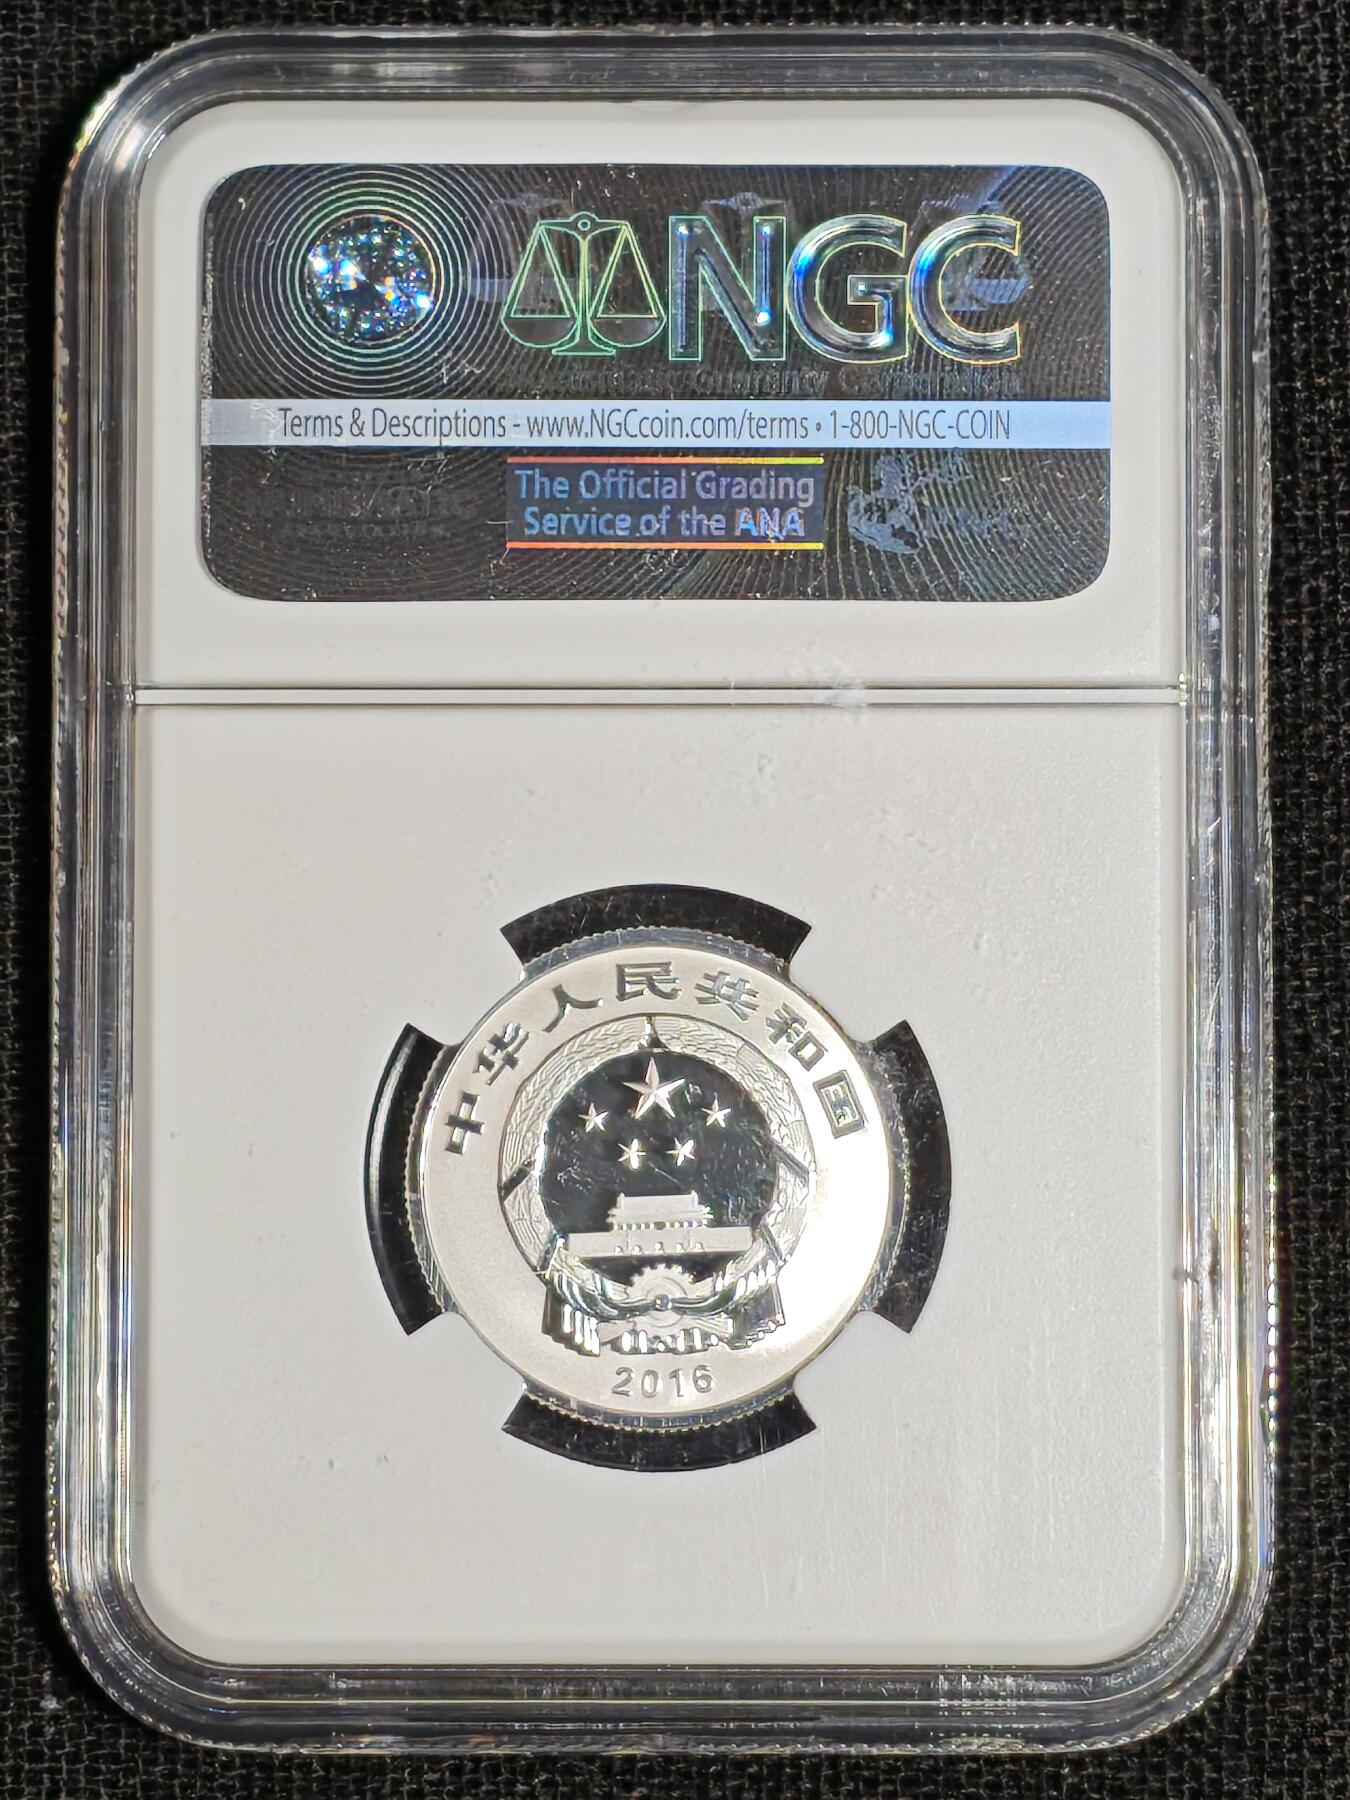 NGC
Terms & Descriptions - www.NGCcoin.com/terms • 1-800-NGC-COIN
The Official Grading
Service of the ANA
中华人民共和国
2016